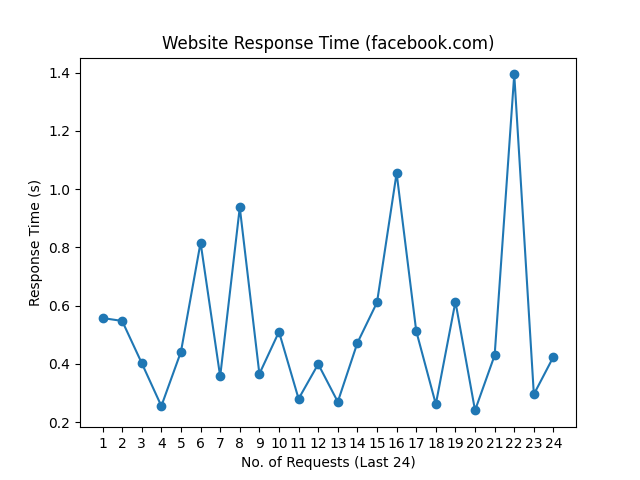 Website Response Time (facebook.com)
1.4
1.2
1.0
0.8
0.6
0.4
0.2
Response Time (s)
1 2 3 4 5 6 7 8 9 10 11 12 13 14 15 16 17 18 19 20 21 22 23 24
No. of Requests (Last 24)